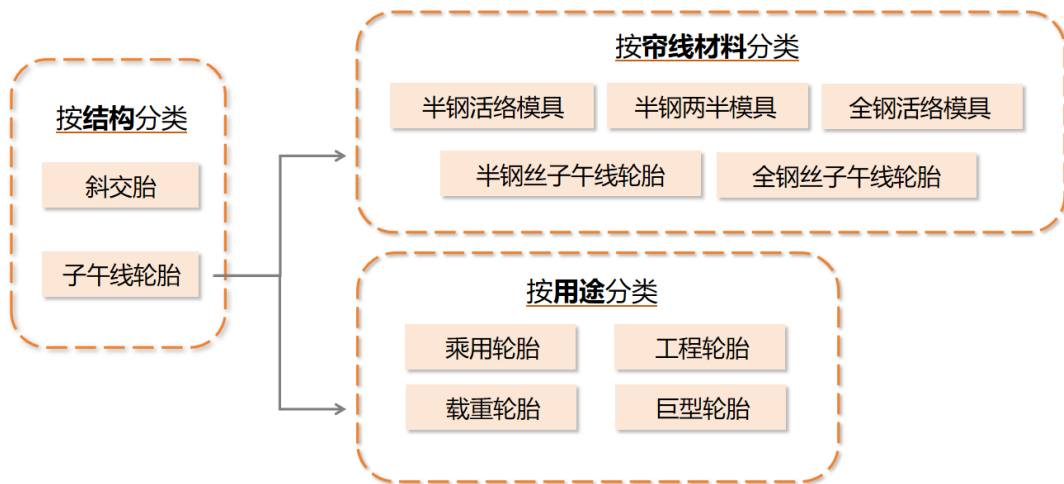 按结构分类
斜交胎
子午线轮胎
按帘线材料分类
半钢活络模具
半钢两半模具
全钢活络模具
半钢丝子午线轮胎
全钢丝子午线轮胎
按用途分类
乘用轮胎
工程轮胎
载重轮胎
巨型轮胎